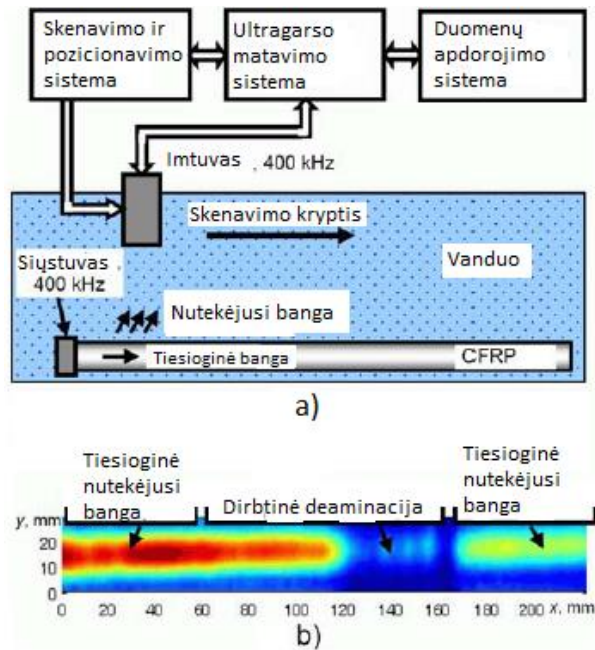 Skenavimo ir
pozicionavimo
sistema
Ultragarso
matavimo
sistema
Duomenų
apdorojimo
sistema
Imtuvas , 400 kHz
Skenavimo kryptis
Siųstuvas ,
400 kHz
Vanduo
Nutekėjusi banga
Tiesioginė banga
CFRP
a)
Tiesioginė
nutekėjusi
banga
Dirbtinė deaminacija
Tiesioginė
nutekėjusi
banga
y, mm
20
10
0
0 20 40 60 80 100 120 140 160 180 200 x, mm
b)